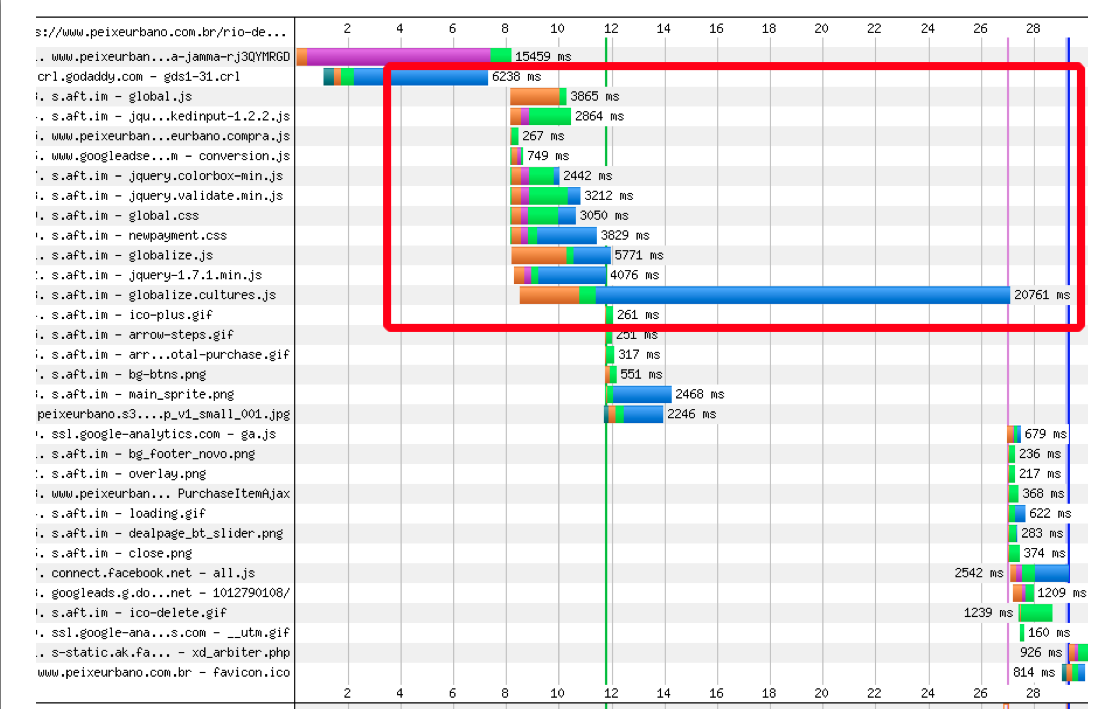 s://www.peixeurbano.com.br/rio-de... 2 4 6 8 10 12 14 16 18 20 22 24 26 28
. www.peixeurban...a-jamma-rj3QYMRGD 15459 ms
crl.godaddy.com - gds1-31.crl 6238 ms
. s.aft.im - global.js 3865 ms
. s.aft.im - jqu...kedinput-1.2.2.js 2864 ms
. www.peixeurban...eurbano.compra.js 267 ms
. www.googleadse...m - conversion.js 749 ms
. s.aft.im - jquery.colorbox-min.js 2442 ms
. s.aft.im - jquery.validate.min.js 3212 ms
. s.aft.im - global.css 3050 ms
. s.aft.im - newpayment.css 3829 ms
. s.aft.im - globalize.js 5771 ms
. s.aft.im - jquery-1.7.1.min.js 4076 ms
. s.aft.im - globalize.cultures.js 20761 ms
. s.aft.im - ico-plus.gif 261 ms
. s.aft.im - arrow-steps.gif 251 ms
. s.aft.im - arr...otal-purchase.gif 317 ms
. s.aft.im - bg-btns.png 551 ms
. s.aft.im - main_sprite.png 2468 ms
peixeurbano.s3....p_v1_small_001.jpg 2246 ms
. ssl.google-analytics.com - ga.js 679 ms
. s.aft.im - bg_footer_novo.png 236 ms
. s.aft.im - overlay.png 217 ms
. www.peixeurban... PurchaseItemAjax 368 ms
. s.aft.im - loading.gif 622 ms
. s.aft.im - dealpage_bt_slider.png 283 ms
. s.aft.im - close.png 374 ms
. connect.facebook.net - all.js 2542 ms
. googleads.g.do...net - 1012790108/ 1209 ms
. s.aft.im - ico-delete.gif 1239 ms
. ssl.google-ana...s.com - __utm.gif 160 ms
. s-static.ak.fa... - xd_arbiter.php 926 ms
www.peixeurbano.com.br - favicon.ico 814 ms
2 4 6 8 10 12 14 16 18 20 22 24 26 28